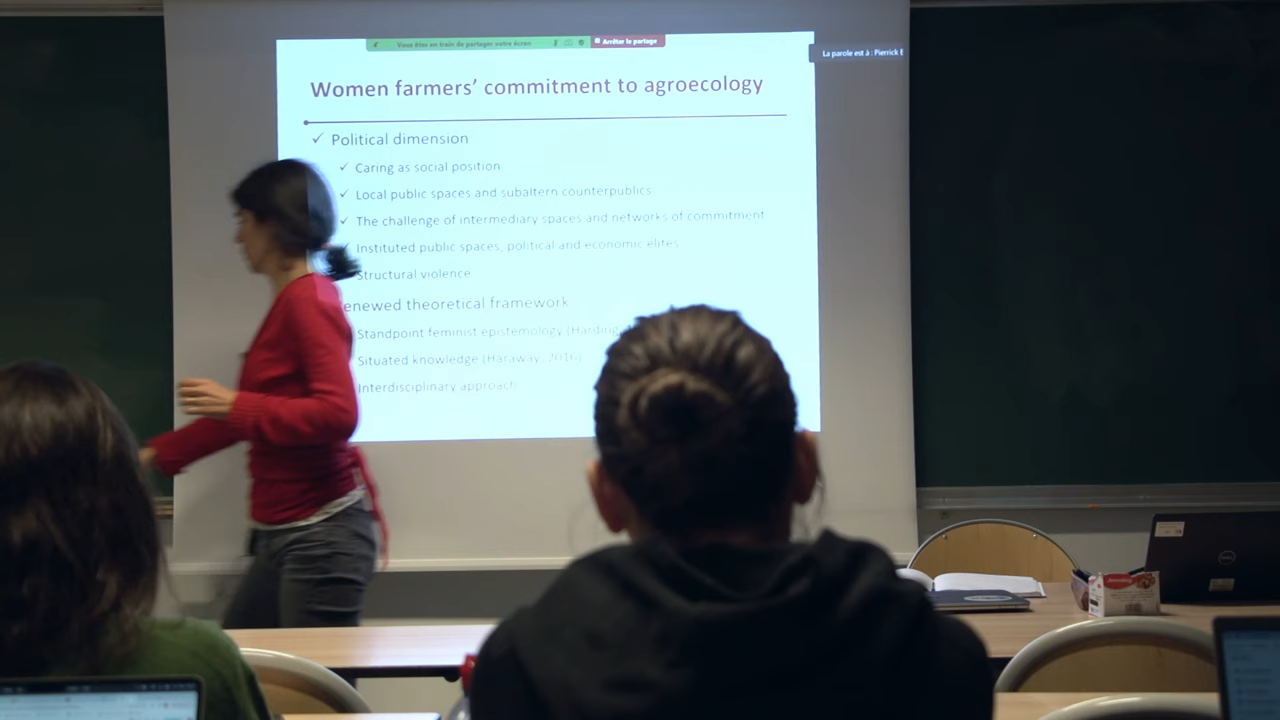 Vous êtes en train de partager votre écran
Arrêter le partage
La parole est à : Pierrick B
Women farmers' commitment to agroecology
✓ Political dimension
✓ Caring as social position
✓ Local public spaces and subaltern counterpublics
✓ The challenge of intermediary spaces and networks of commitment
✓ Instituted public spaces, political and economic elites
Structural violence
enewed theoretical framework
Standpoint feminist epistemology (Harding,
Situated knowledge (Haraway, 2016)
Interdisciplinary approach
DELL